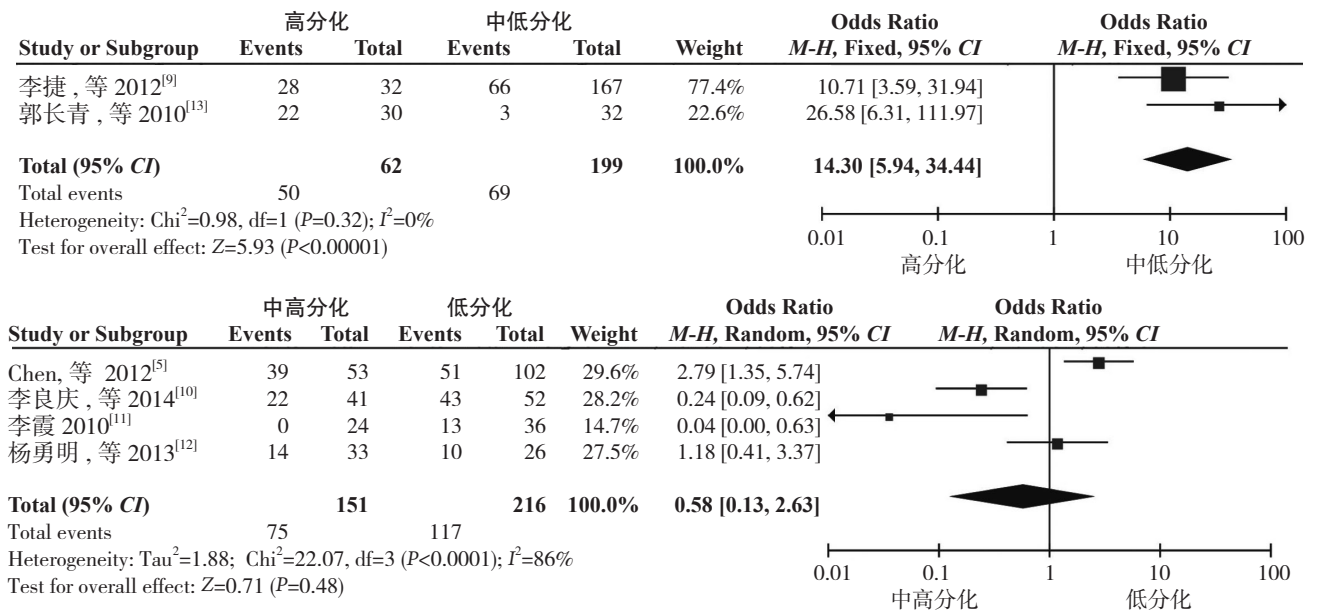 高分化 中低分化 Odds Ratio Odds Ratio
Study or Subgroup Events Total Events Total Weight M-H, Fixed, 95% CI M-H, Fixed, 95% CI
李捷 , 等 2012[9] 28 32 66 167 77.4% 10.71 [3.59, 31.94]
郭长青 , 等 2010[13] 22 30 3 32 22.6% 26.58 [6.31, 111.97]
Total (95% CI) 62 199 100.0% 14.30 [5.94, 34.44]
Total events 50 69
Heterogeneity: Chi2=0.98, df=1 (P=0.32); I2=0%
Test for overall effect: Z=5.93 (P<0.00001)
0.01 0.1 1 10 100
高分化 中低分化
中高分化 低分化 Odds Ratio Odds Ratio
Study or Subgroup Events Total Events Total Weight M-H, Random, 95% CI M-H, Random, 95% CI
Chen, 等 2012[5] 39 53 51 102 29.6% 2.79 [1.35, 5.74]
李良庆 , 等 2014[10] 22 41 43 52 28.2% 0.24 [0.09, 0.62]
李霞 2010[11] 0 24 13 36 14.7% 0.04 [0.00, 0.63]
杨勇明 , 等 2013[12] 14 33 10 26 27.5% 1.18 [0.41, 3.37]
Total (95% CI) 151 216 100.0% 0.58 [0.13, 2.63]
Total events 75 117
Heterogeneity: Tau2=1.88; Chi2=22.07, df=3 (P<0.0001); I2=86%
Test for overall effect: Z=0.71 (P=0.48)
0.01 0.1 1 10 100
中高分化 低分化